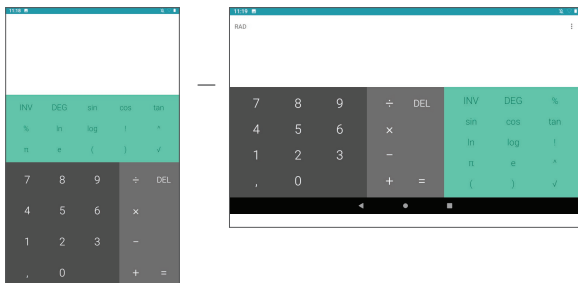 11:19
INV DEG sin cos tan
% ln log ! ^
π e ( ) √
7 8 9 ÷ DEL
4 5 6 ×
1 2 3 −
, 0 + =
11:19
RAD
7 8 9 ÷ DEL INV DEG %
4 5 6 × sin cos tan
1 2 3 − ln log !
π e ^
, 0 + = ( ) √